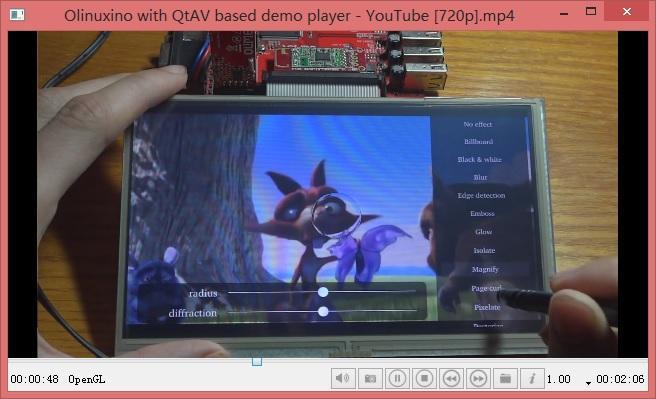 Olinuxino with QtAV based demo player - YouTube [720p].mp4
No effect
Billboard
Black & white
Blur
Edge detection
Emboss
Glow
Isolate
Magnify
Page curl
Pixelate
radius
diffraction
00:00:48 OpenGL
1.00 00:02:06